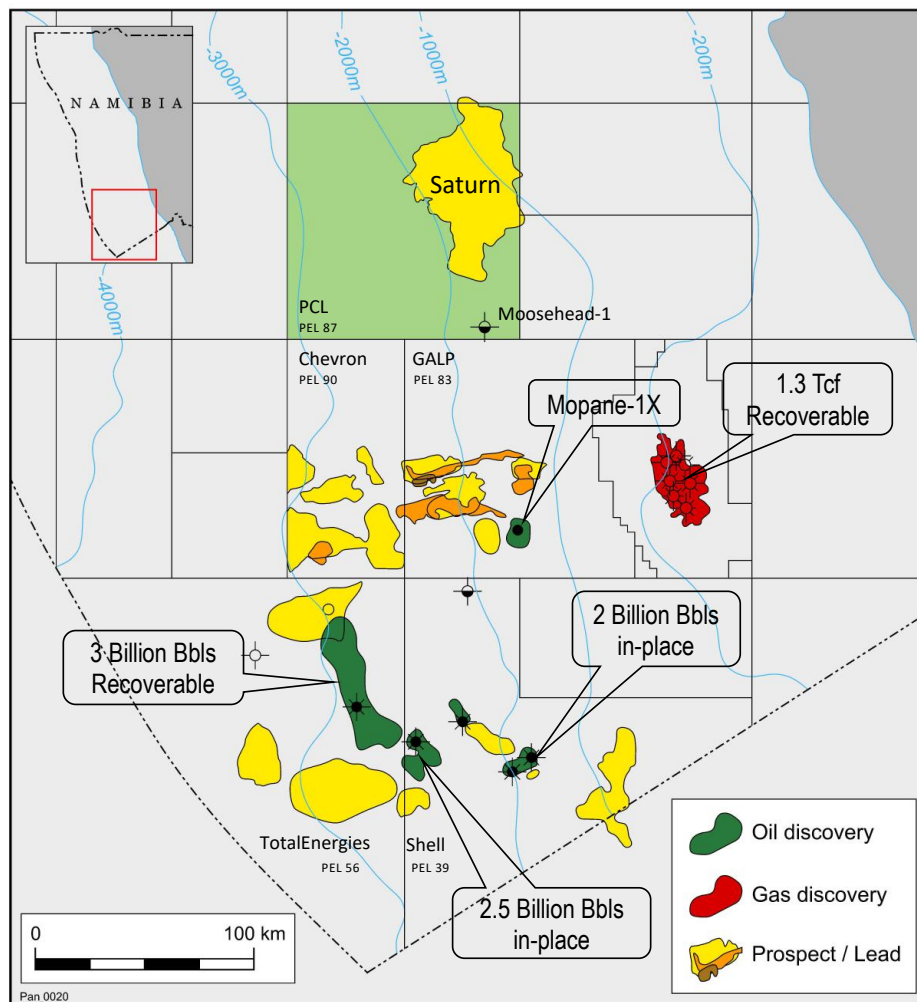 NAMIBIA
-3000m
-2000m
-1000m
-200m
-4000m
Saturn
PCL
PEL 87
Moosehead-1
Chevron
PEL 90
GALP
PEL 83
Mopane-1X
1.3 Tcf
Recoverable
3 Billion Bbls
Recoverable
2 Billion Bbls
in-place
TotalEnergies
PEL 56
Shell
PEL 39
2.5 Billion Bbls
in-place
Oil discovery
Gas discovery
Prospect / Lead
0 100 km
Pan 0020